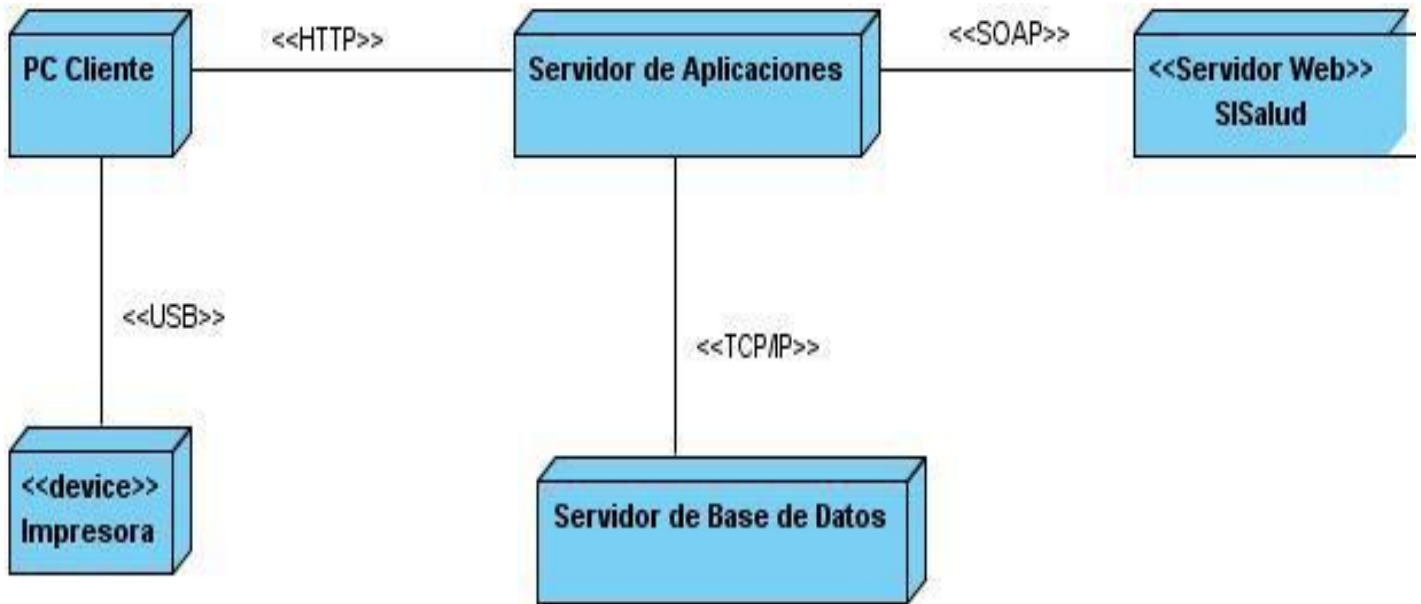 <<HTTP>>
<<SOAP>>
PC Cliente
Servidor de Aplicaciones
<<Servidor Web>>
SISalud
<<USB>>
<<TCP/IP>>
<<device>>
Impresora
Servidor de Base de Datos